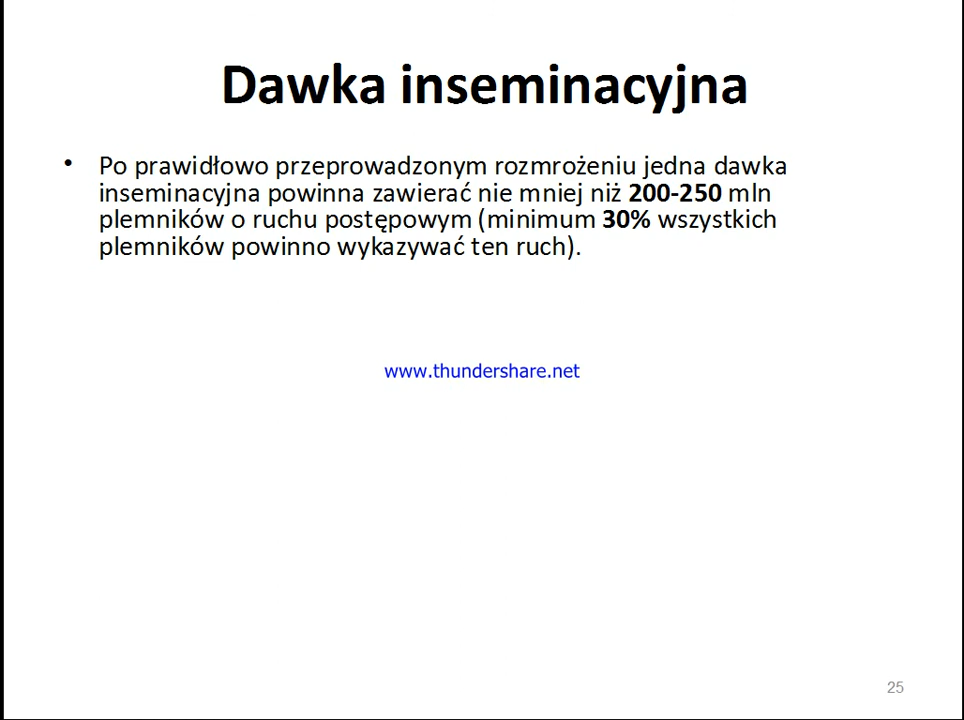 Dawka inseminacyjna
• Po prawidłowo przeprowadzonym rozmrożeniu jedna dawka
inseminacyjna powinna zawierać nie mniej niż 200-250 mln
plemników o ruchu postępowym (minimum 30% wszystkich
plemników powinno wykazywać ten ruch).
www.thundershare.net
25